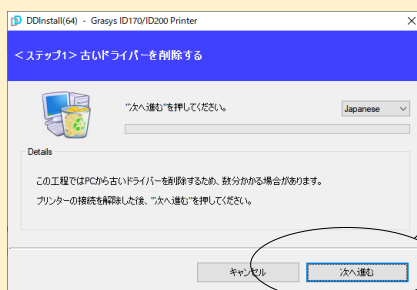 DDInstall(64) - Grasys ID170/ID200 Printer
＜ステップ1＞古いドライバーを削除する
"次へ進む"を押してください。
Japanese
Details
この工程ではPCから古いドライバーを削除するため、数分かかる場合があります。
プリンターの接続を解除した後、"次へ進む"を押してください。
キャンセル
次へ進む